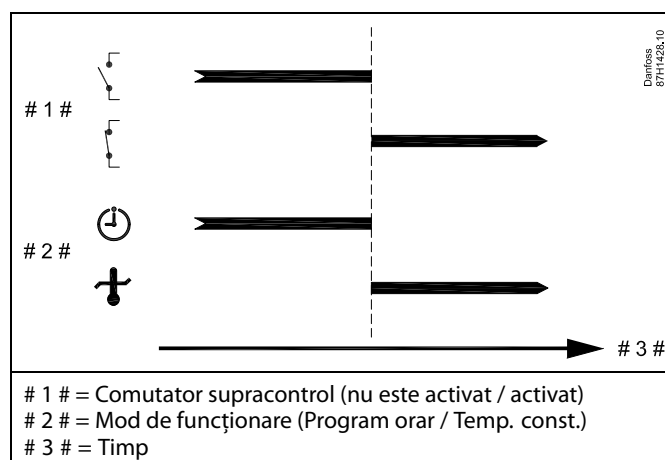 Danfoss
87H1428.10
# 1 #
# 2 #
# 3 #
# 1 # = Comutator supracontrol (nu este activat / activat)
# 2 # = Mod de funcționare (Program orar / Temp. const.)
# 3 # = Timp